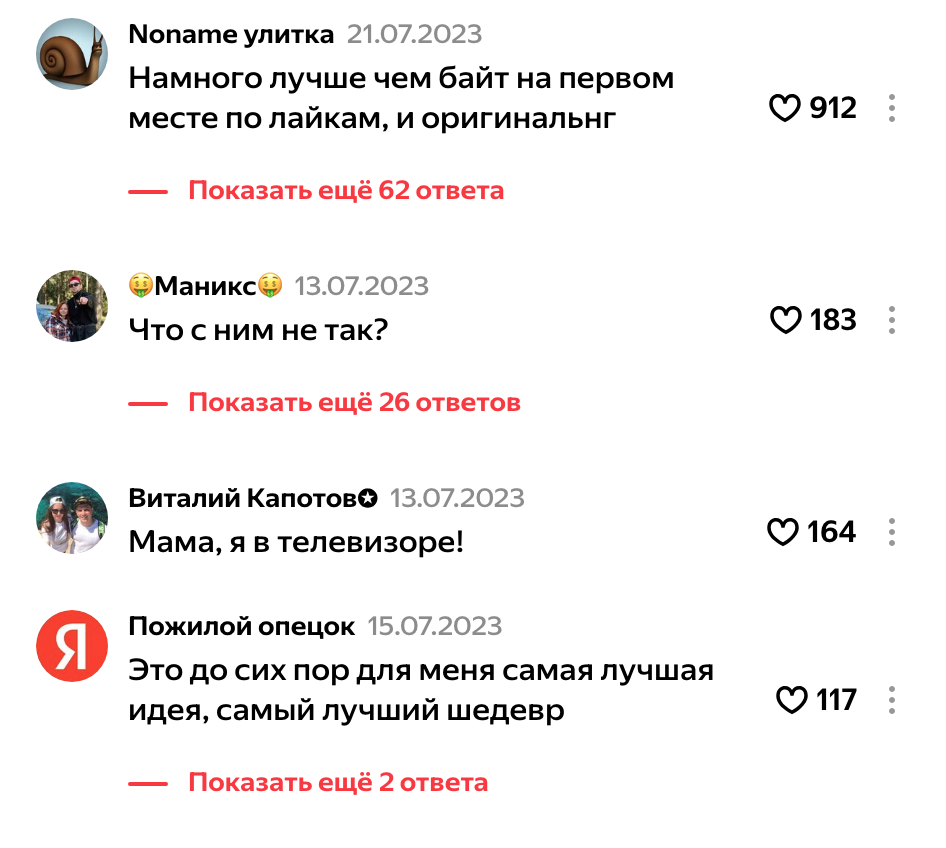 Noname улитка 21.07.2023
Намного лучше чем байт на первом
месте по лайкам, и оригинальнг
912
Показать ещё 62 ответа
🤑Маникс🤑 13.07.2023
Что с ним не так?
183
Показать ещё 26 ответов
Виталий Капотов✪ 13.07.2023
Мама, я в телевизоре!
164
Я
Пожилой опецок 15.07.2023
Это до сих пор для меня самая лучшая
идея, самый лучший шедевр
117
Показать ещё 2 ответа